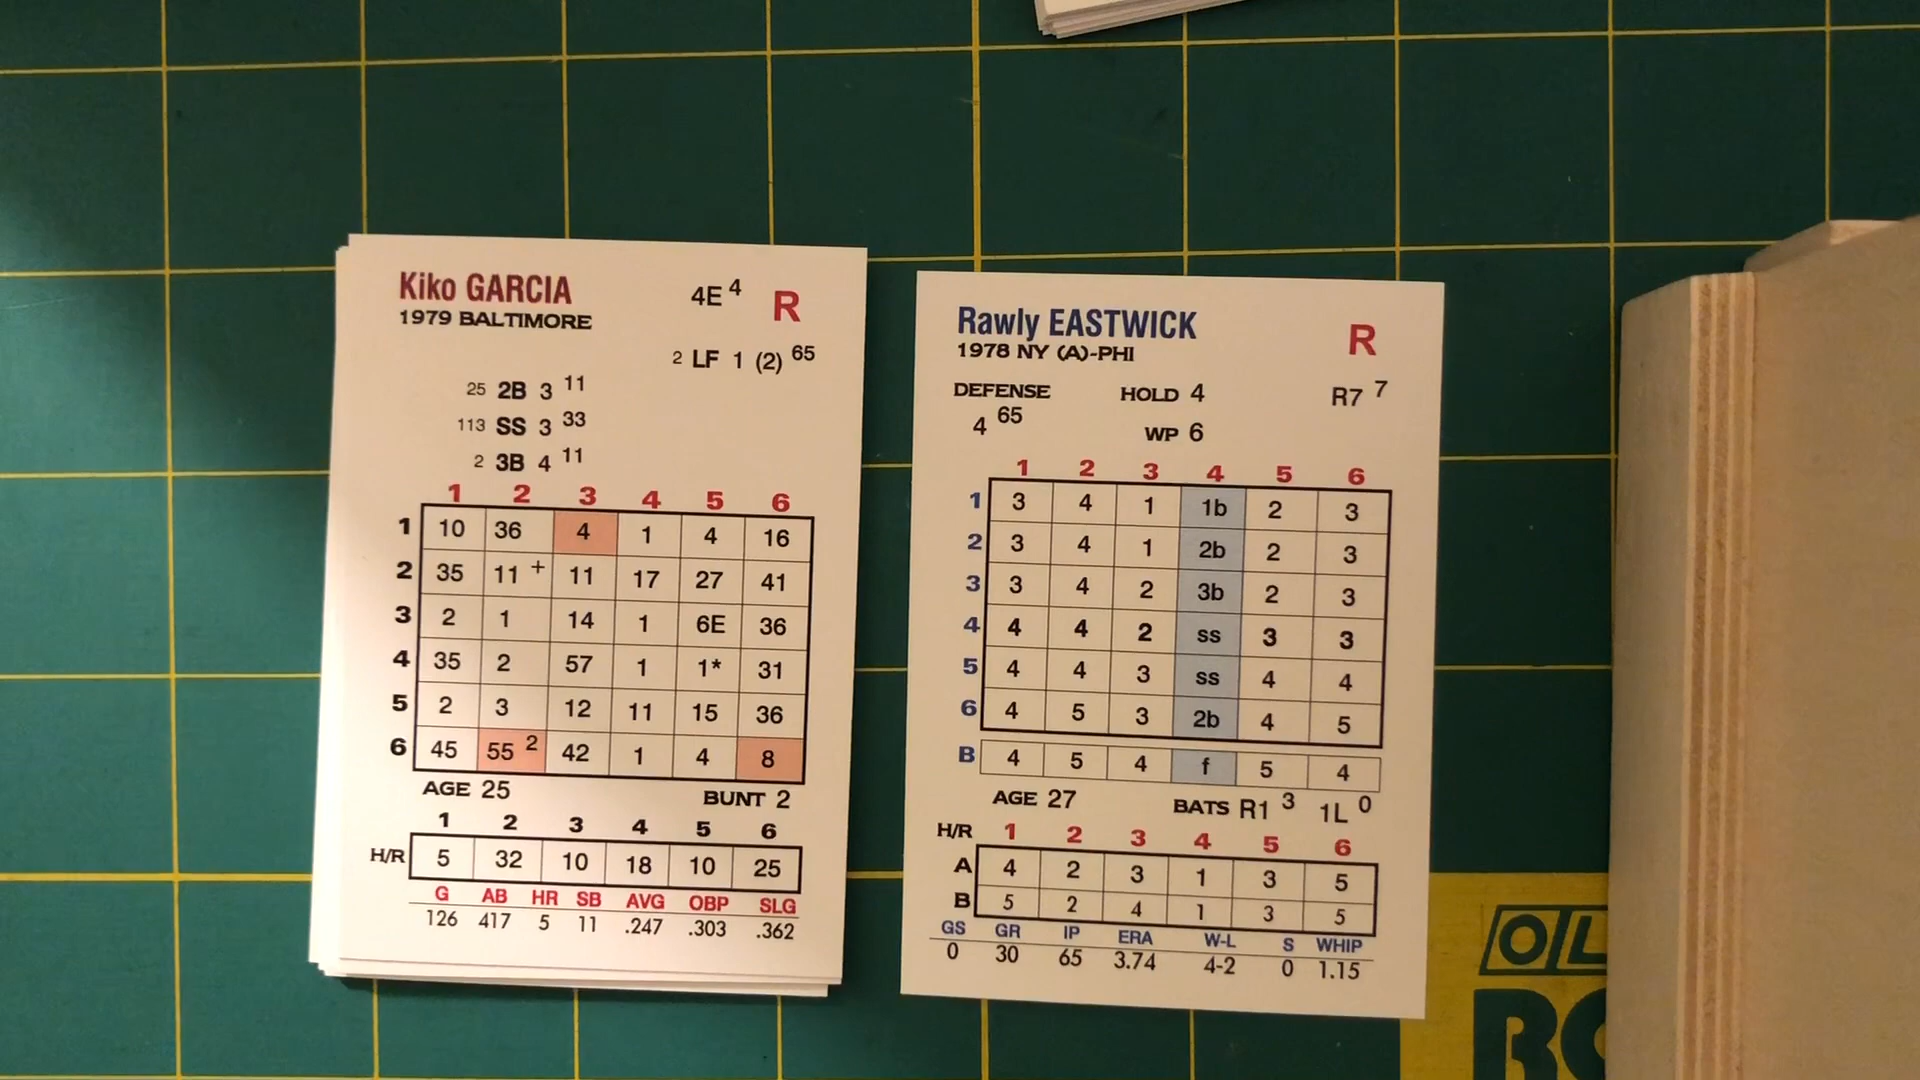 Kiko GARCIA 4E 4 R
1979 BALTIMORE
2 LF 1 (2) 65
25 2B 3 11
113 SS 3 33
2 3B 4 11
1 2 3 4 5 6
1 10 36 4 1 4 16
2 35 11 + 11 17 27 41
3 2 1 14 1 6E 36
4 35 2 57 1 1* 31
5 2 3 12 11 15 36
6 45 55 2 42 1 4 8
AGE 25 BUNT 2
1 2 3 4 5 6
H/R 5 32 10 18 10 25
G AB HR SB AVG OBP SLG
126 417 5 11 .247 .303 .362
Rawly EASTWICK R
1978 NY (A)-PHI
DEFENSE HOLD 4 R7 7
4 65 WP 6
1 2 3 4 5 6
1 3 4 1 1b 2 3
2 3 4 1 2b 2 3
3 3 4 2 3b 2 3
4 4 4 2 ss 3 3
5 4 4 3 ss 4 4
6 4 5 3 2b 4 5
B 4 5 4 f 5 4
AGE 27 BATS R1 3 1L 0
H/R 1 2 3 4 5 6
A 4 2 3 1 3 5
B 5 2 4 1 3 5
GS GR IP ERA W-L S WHIP
0 30 65 3.74 4-2 0 1.15